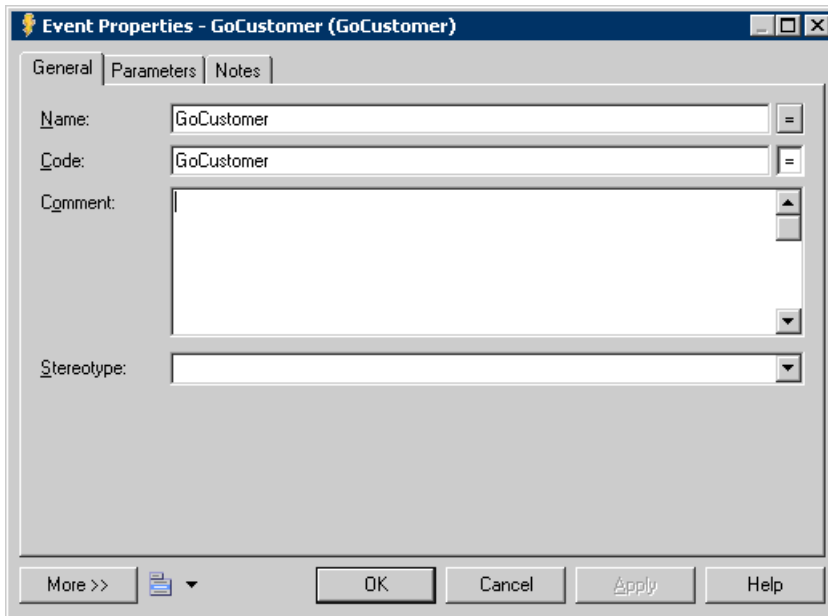 Event Properties - GoCustomer (GoCustomer)
General Parameters Notes
Name: GoCustomer =
Code: GoCustomer =
Comment:
Stereotype:
More >> OK Cancel Apply Help